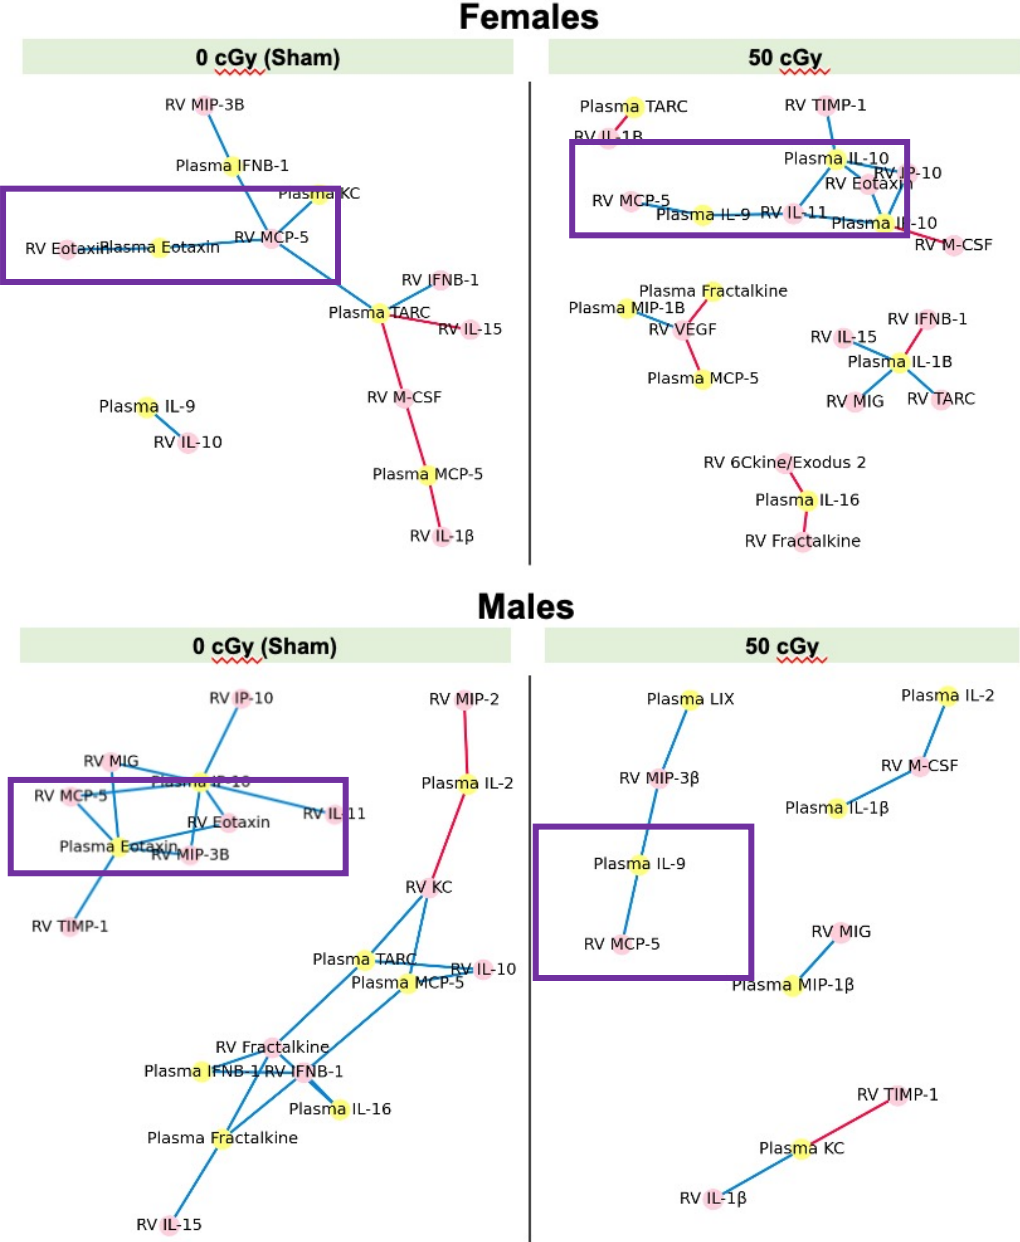 Females
0 cGy (Sham)
50 cGy
RV MIP-3B
Plasma IFNB-1
Plasma KC
RV MCP-5
RV Eotaxin
Plasma Eotaxin
RV IFNB-1
Plasma TARC
RV IL-15
RV M-CSF
Plasma IL-9
RV IL-10
Plasma MCP-5
RV IL-1β
Plasma TARC
RV TIMP-1
RV IL-1B
Plasma IL-10
RV IP-10
RV Eotaxin
RV MCP-5
Plasma IL-9
RV IL-11
Plasma IP-10
RV M-CSF
Plasma Fractalkine
Plasma MIP-1B
RV VEGF
Plasma MCP-5
RV IFNB-1
RV IL-15
Plasma IL-1B
RV MIG
RV TARC
RV 6Ckine/Exodus 2
Plasma IL-16
RV Fractalkine
Males
0 cGy (Sham)
50 cGy
RV IP-10
RV MIP-2
RV MIG
Plasma IP-10
Plasma IL-2
RV MCP-5
RV IL-11
RV Eotaxin
Plasma Eotaxin
RV MIP-3B
RV KC
RV TIMP-1
Plasma TARC
RV IL-10
Plasma MCP-5
RV Fractalkine
Plasma IFNB-1
RV IFNB-1
Plasma IL-16
Plasma Fractalkine
RV IL-15
Plasma LIX
Plasma IL-2
RV MIP-3β
RV M-CSF
Plasma IL-1β
Plasma IL-9
RV MCP-5
RV MIG
Plasma MIP-1β
RV TIMP-1
Plasma KC
RV IL-1β